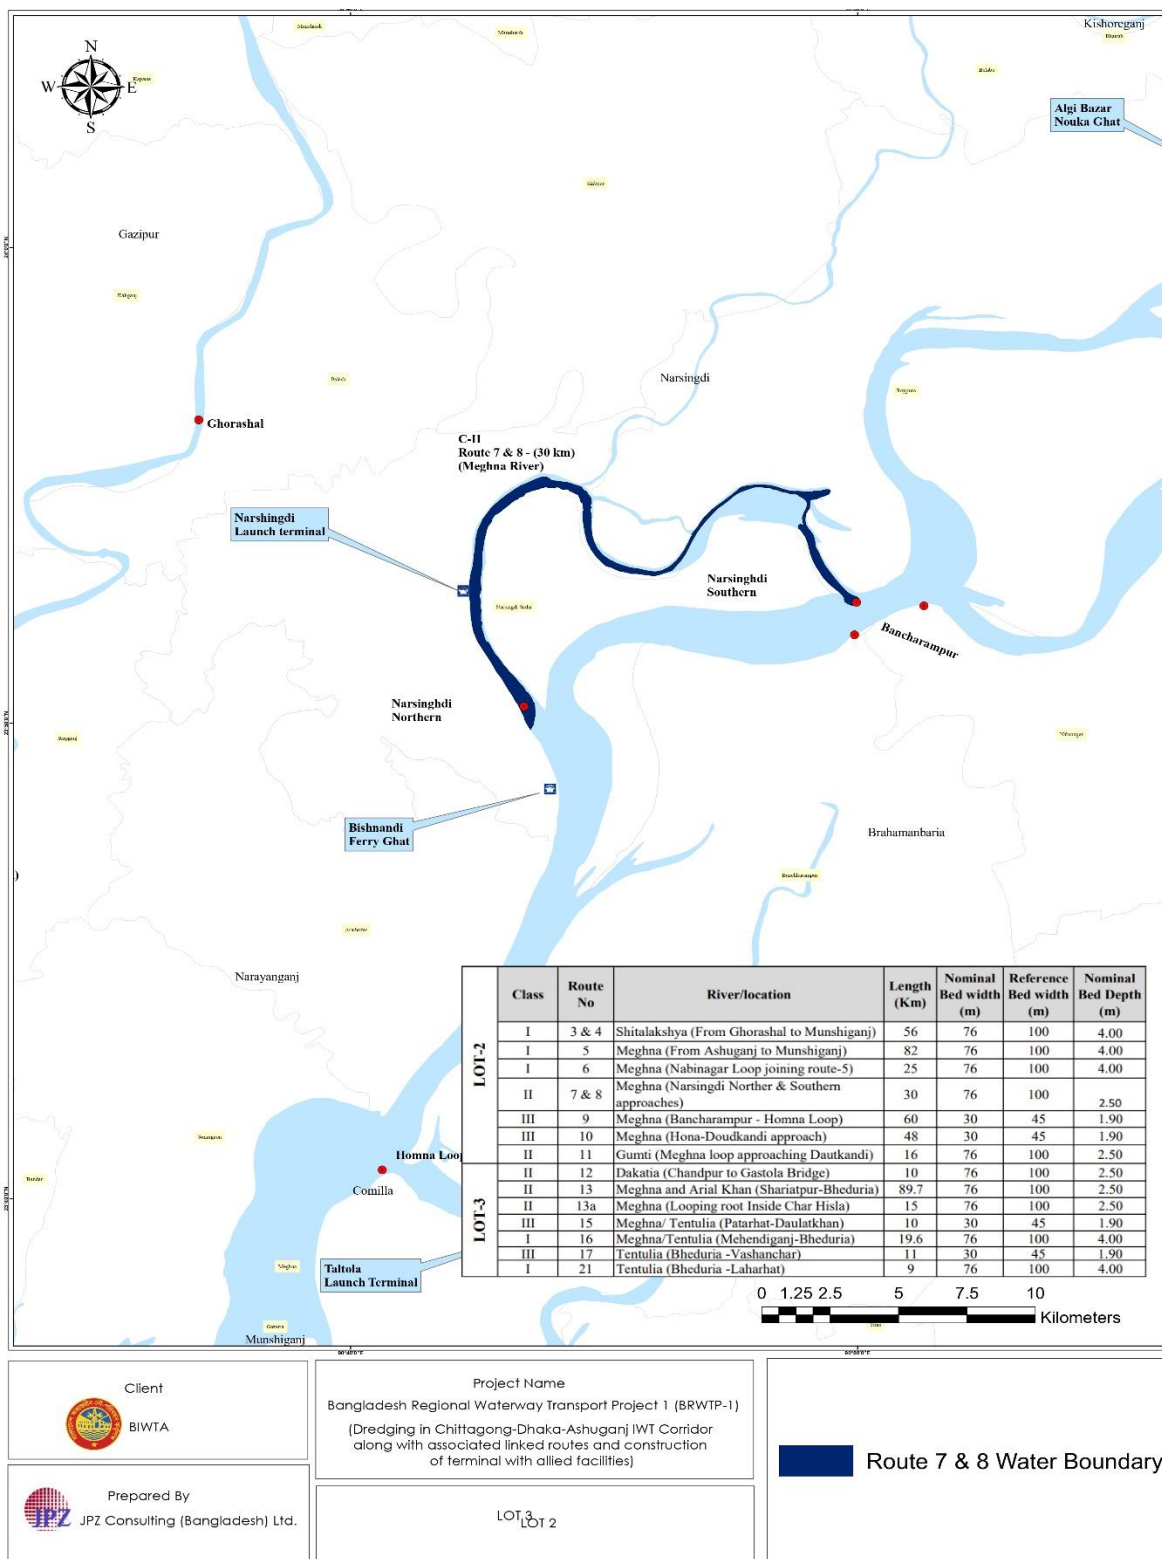 Kishoreganj
N
W E
S
Algi Bazar
Nouka Ghat
Gazipur
Narsingdi
Ghorashal
C-II
Route 7 & 8 - (30 km)
(Meghna River)
Narshingdi
Launch terminal
Narsinghdi
Southern
Bancharampur
Narsinghdi
Northern
Bishnandi
Ferry Ghat
Brahamanbaria
Narayanganj
Homna Loop
Comilla
Taltola
Launch Terminal
Munshiganj
Class Route No River/location Length (Km) Nominal Bed width (m) Reference Bed width (m) Nominal Bed Depth (m)
LOT-2
I 3 & 4 Shitalakshya (From Ghorashal to Munshiganj) 56 76 100 4.00
I 5 Meghna (From Ashuganj to Munshiganj) 82 76 100 4.00
I 6 Meghna (Nabinagar Loop joining route-5) 25 76 100 4.00
II 7 & 8 Meghna (Narsingdi Norther & Southern approaches) 30 76 100 2.50
III 9 Meghna (Bancharampur - Homna Loop) 60 30 45 1.90
III 10 Meghna (Hona-Doudkandi approach) 48 30 45 1.90
II 11 Gumti (Meghna loop approaching Dautkandi) 16 76 100 2.50
LOT-3
II 12 Dakatia (Chandpur to Gastola Bridge) 10 76 100 2.50
II 13 Meghna and Arial Khan (Shariatpur-Bheduria) 89.7 76 100 2.50
II 13a Meghna (Looping root Inside Char Hisla) 15 76 100 2.50
III 15 Meghna/ Tentulia (Patarhat-Daulatkhan) 10 30 45 1.90
I 16 Meghna/Tentulia (Mehendiganj-Bheduria) 19.6 76 100 4.00
III 17 Tentulia (Bheduria -Vashanchar) 11 30 45 1.90
I 21 Tentulia (Bheduria -Laharhat) 9 76 100 4.00
0 1.25 2.5 5 7.5 10
Kilometers
Client
BIWTA
Prepared By
JPZ
JPZ Consulting (Bangladesh) Ltd.
Project Name
Bangladesh Regional Waterway Transport Project 1 (BRWTP-1)
(Dredging in Chittagong-Dhaka-Ashuganj IWT Corridor
along with associated linked routes and construction
of terminal with allied facilities)
LOT 3
LOT 2
Route 7 & 8 Water Boundary